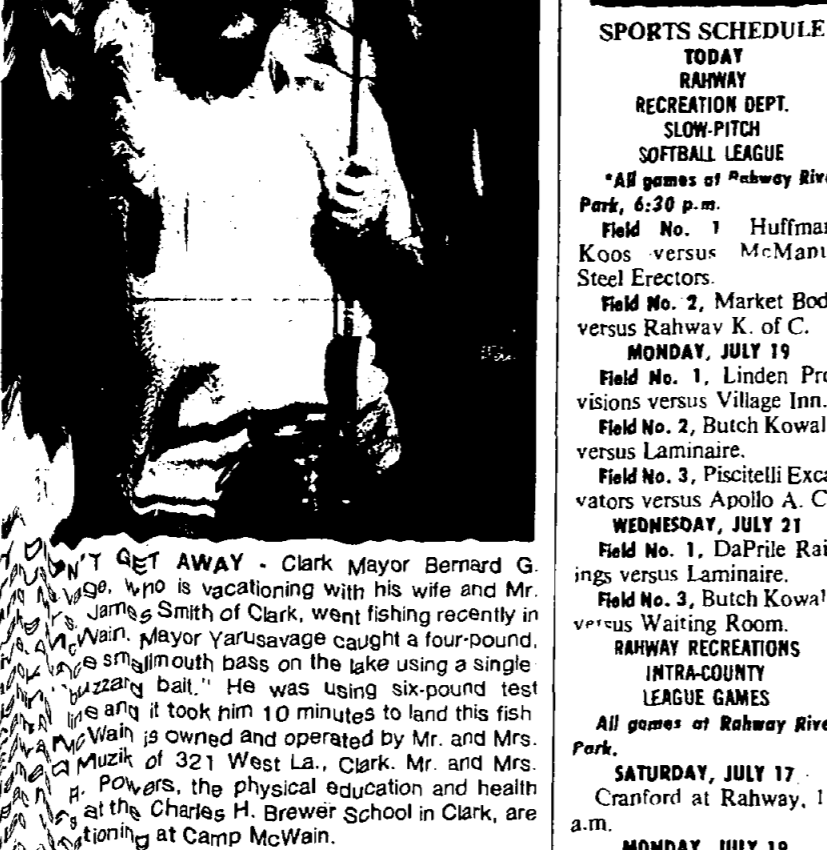 N'T GET AWAY - Clark Mayor Bernard G.
who is vacationing with his wife and Mr.
James Smith of Clark, went fishing recently in
McWain. Mayor Yarusavage caught a four-pound,
smallmouth bass on the lake using a single
"buzzard bait." He was using six-pound test
line and it took him 10 minutes to land this fish
McWain is owned and operated by Mr. and Mrs.
Muzik of 321 West La., Clark. Mr. and Mrs.
Powers, the physical education and health
at the Charles H. Brewer School in Clark, are
at Camp McWain.
SPORTS SCHEDULE
TODAY
RAHWAY
RECREATION DEPT.
SLOW-PITCH
SOFTBALL LEAGUE
*All games at Rahway
Park, 6:30 p.m.
Field No. 1
Koos versus
Steel Erectors.
Field No. 2, Market
versus Rahway K. of C.
MONDAY, JULY 19
Field No. 1, Linden
visions versus Village Inn.
Field No. 2, Butch
versus Laminaire.
Field No. 3, Piscitelli
vators versus Apollo A.
WEDNESDAY, JULY 21
Field No. 1, DaPrile
ings versus Laminaire.
Field No. 3, Butch
versus Waiting Room.
RAHWAY RECREATIONS
INTRA-COUNTY
LEAGUE GAMES
All games at Rahway
Park.
SATURDAY, JULY 17
Cranford at Rahway,
a.m.
MONDAY, JULY 19